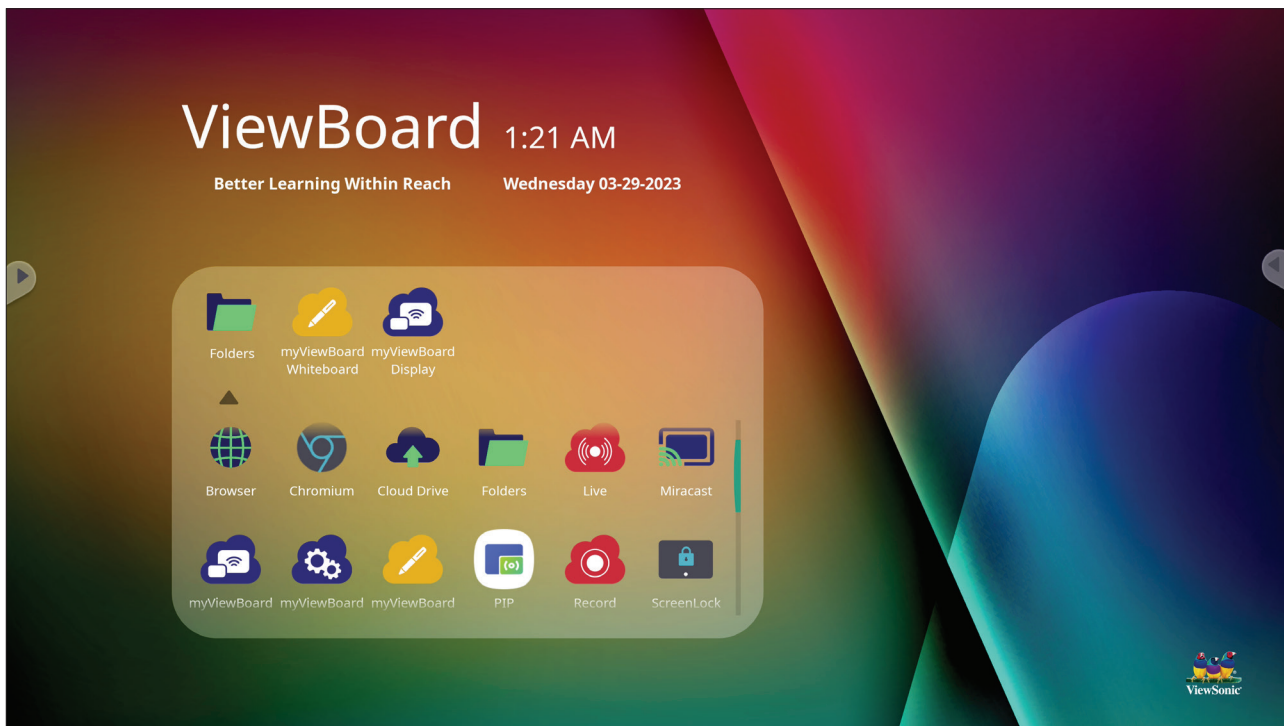 ViewBoard 1:21 AM
Better Learning Within Reach Wednesday 03-29-2023
Folders myViewBoard Whiteboard myViewBoard Display
Browser Chromium Cloud Drive Folders Live Miracast
myViewBoard myViewBoard myViewBoard PIP Record ScreenLock
ViewSonic